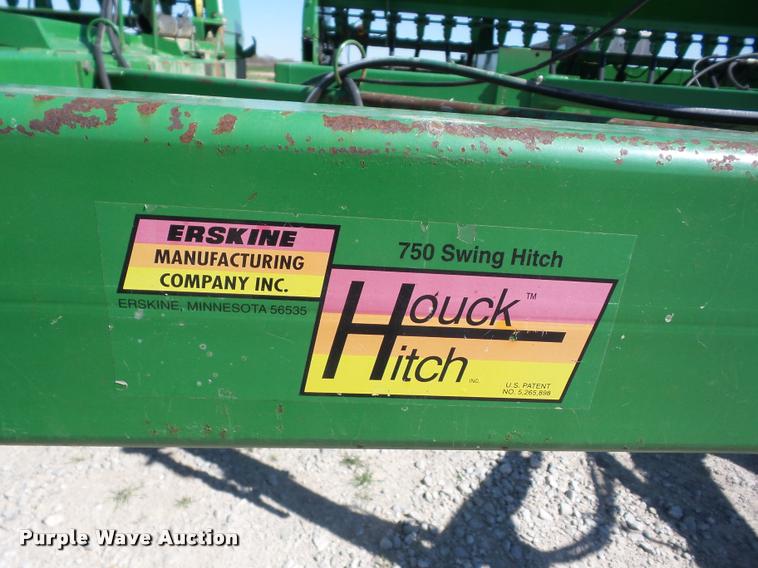 ERSKINE
MANUFACTURING
COMPANY INC.
ERSKINE, MINNESOTA 56535
750 Swing Hitch
Houck™
Hitch INC.
U.S. PATENT
NO. 5,265,898
Purple Wave Auction